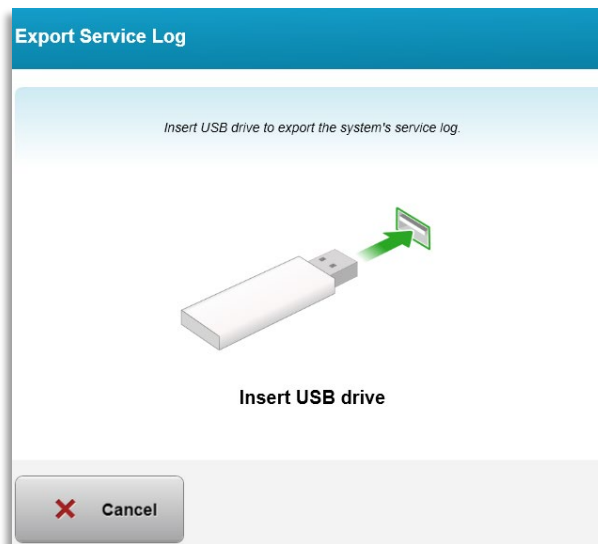 Export Service Log
Insert USB drive to export the system's service log.
Insert USB drive
Cancel